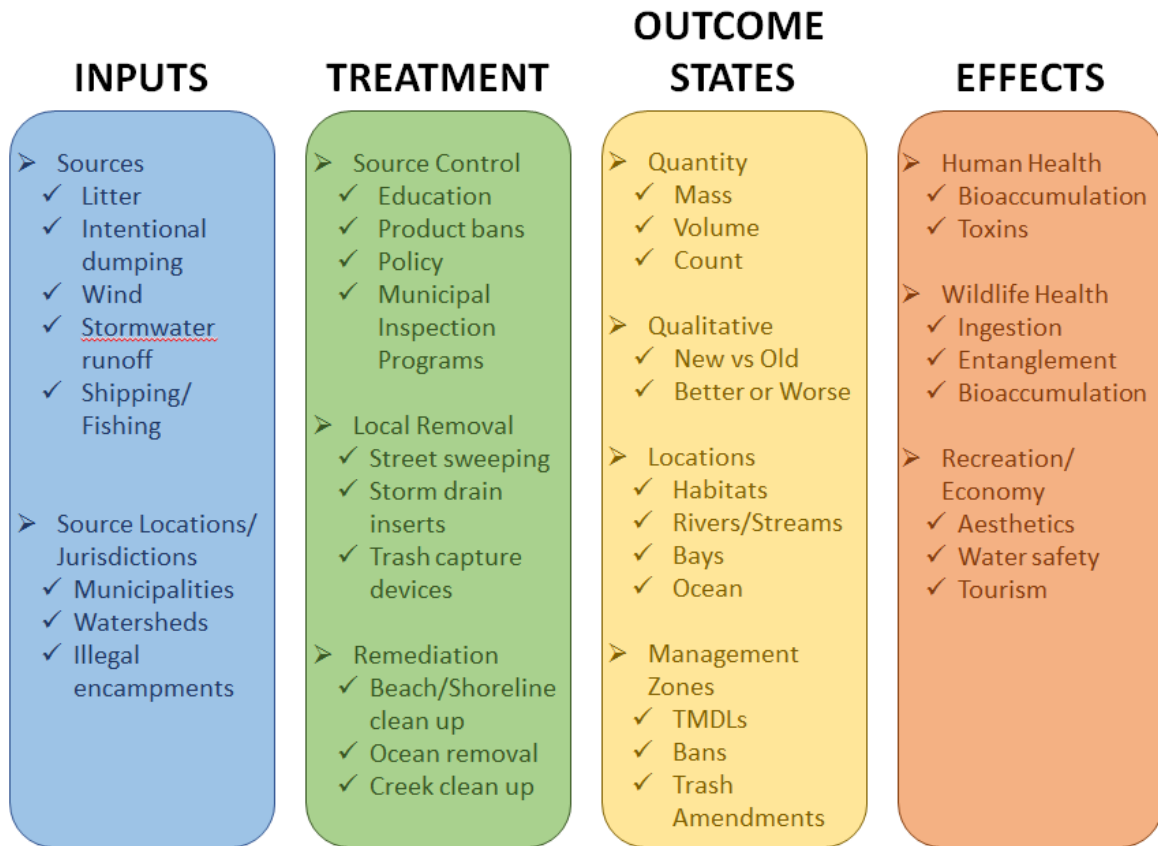 INPUTS
Sources
Litter
Intentional
dumping
Wind
Stormwater
runoff
Shipping/
Fishing
Source Locations/
Jurisdictions
Municipalities
Watersheds
Illegal
encampments
TREATMENT
Source Control
Education
Product bans
Policy
Municipal
Inspection
Programs
Local Removal
Street sweeping
Storm drain
inserts
Trash capture
devices
Remediation
Beach/Shoreline
clean up
Ocean removal
Creek clean up
OUTCOME
STATES
Quantity
Mass
Volume
Count
Qualitative
New vs Old
Better or Worse
Locations
Habitats
Rivers/Streams
Bays
Ocean
Management
Zones
TMDLs
Bans
Trash
Amendments
EFFECTS
Human Health
Bioaccumulation
Toxins
Wildlife Health
Ingestion
Entanglement
Bioaccumulation
Recreation/
Economy
Aesthetics
Water safety
Tourism